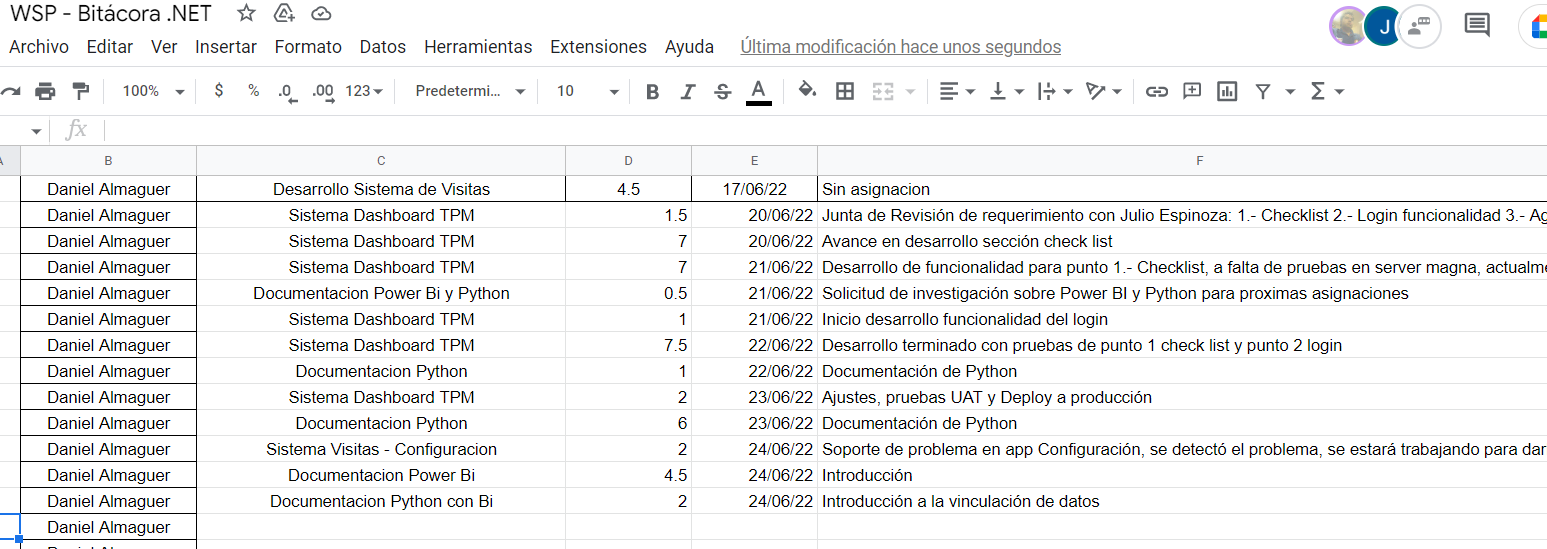 WSP - Bitácora .NET
J
Archivo Editar Ver Insertar Formato Datos Herramientas Extensiones Ayuda Última modificación hace unos segundos
100% $ % .0 .00 123 Predetermi... 10 B I S A Σ
fx
A B C D E F
Daniel Almaguer Desarrollo Sistema de Visitas 4.5 17/06/22 Sin asignacion
Daniel Almaguer Sistema Dashboard TPM 1.5 20/06/22 Junta de Revisión de requerimiento con Julio Espinoza: 1.- Checklist 2.- Login funcionalidad 3.- Ag
Daniel Almaguer Sistema Dashboard TPM 7 20/06/22 Avance en desarrollo sección check list
Daniel Almaguer Sistema Dashboard TPM 7 21/06/22 Desarrollo de funcionalidad para punto 1.- Checklist, a falta de pruebas en server magna, actualme
Daniel Almaguer Documentacion Power Bi y Python 0.5 21/06/22 Solicitud de investigación sobre Power BI y Python para proximas asignaciones
Daniel Almaguer Sistema Dashboard TPM 1 21/06/22 Inicio desarrollo funcionalidad del login
Daniel Almaguer Sistema Dashboard TPM 7.5 22/06/22 Desarrollo terminado con pruebas de punto 1 check list y punto 2 login
Daniel Almaguer Documentacion Python 1 22/06/22 Documentación de Python
Daniel Almaguer Sistema Dashboard TPM 2 23/06/22 Ajustes, pruebas UAT y Deploy a producción
Daniel Almaguer Documentacion Python 6 23/06/22 Documentación de Python
Daniel Almaguer Sistema Visitas - Configuracion 2 24/06/22 Soporte de problema en app Configuración, se detectó el problema, se estará trabajando para dar
Daniel Almaguer Documentacion Power Bi 4.5 24/06/22 Introducción
Daniel Almaguer Documentacion Python con Bi 2 24/06/22 Introducción a la vinculación de datos
Daniel Almaguer